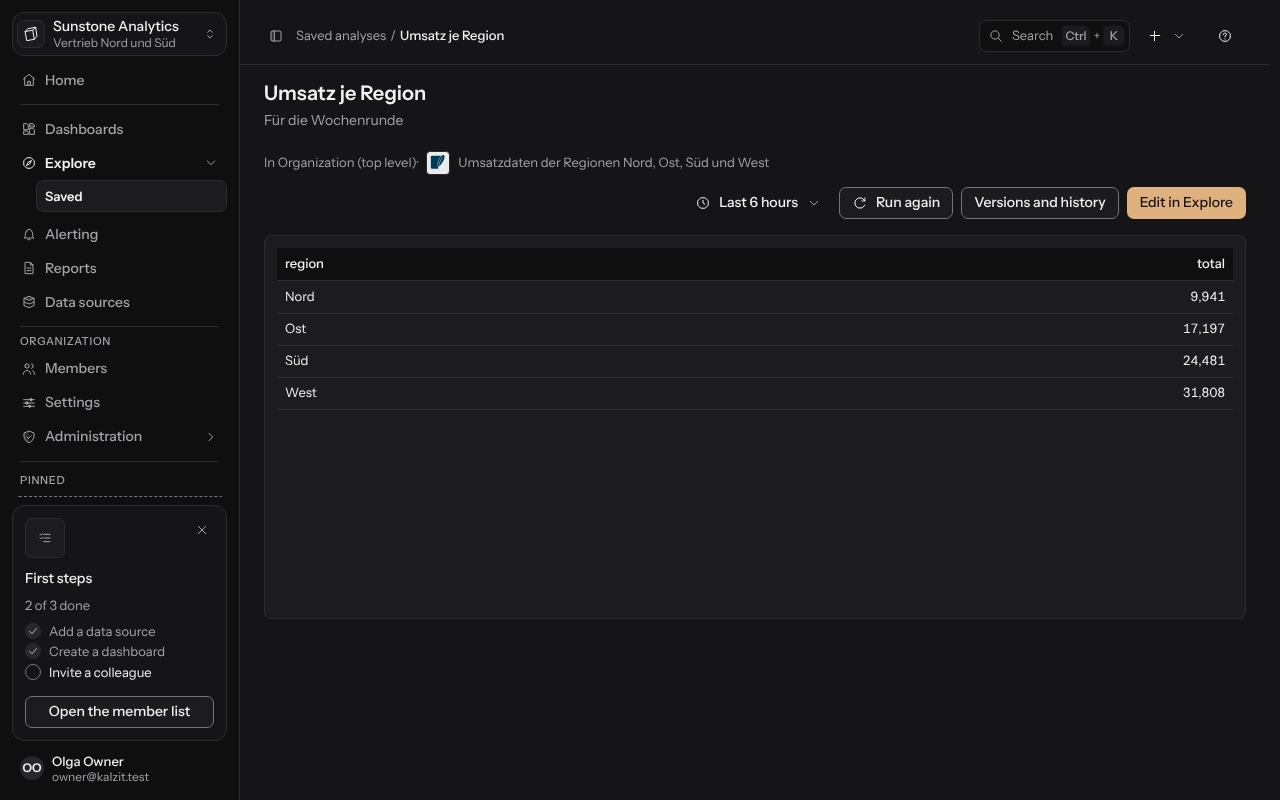 Sunstone Analytics
Vertrieb Nord und Süd
Home
Dashboards
Explore
Saved
Alerting
Reports
Data sources
ORGANIZATION
Members
Settings
Administration
PINNED
First steps
2 of 3 done
Add a data source
Create a dashboard
Invite a colleague
Open the member list
OO
Olga Owner
owner@kalzit.test
Saved analyses / Umsatz je Region
Search Ctrl + K
Umsatz je Region
Für die Wochenrunde
In Organization (top level)· Umsatzdaten der Regionen Nord, Ost, Süd und West
Last 6 hours Run again Versions and history Edit in Explore
region total
Nord 9,941
Ost 17,197
Süd 24,481
West 31,808